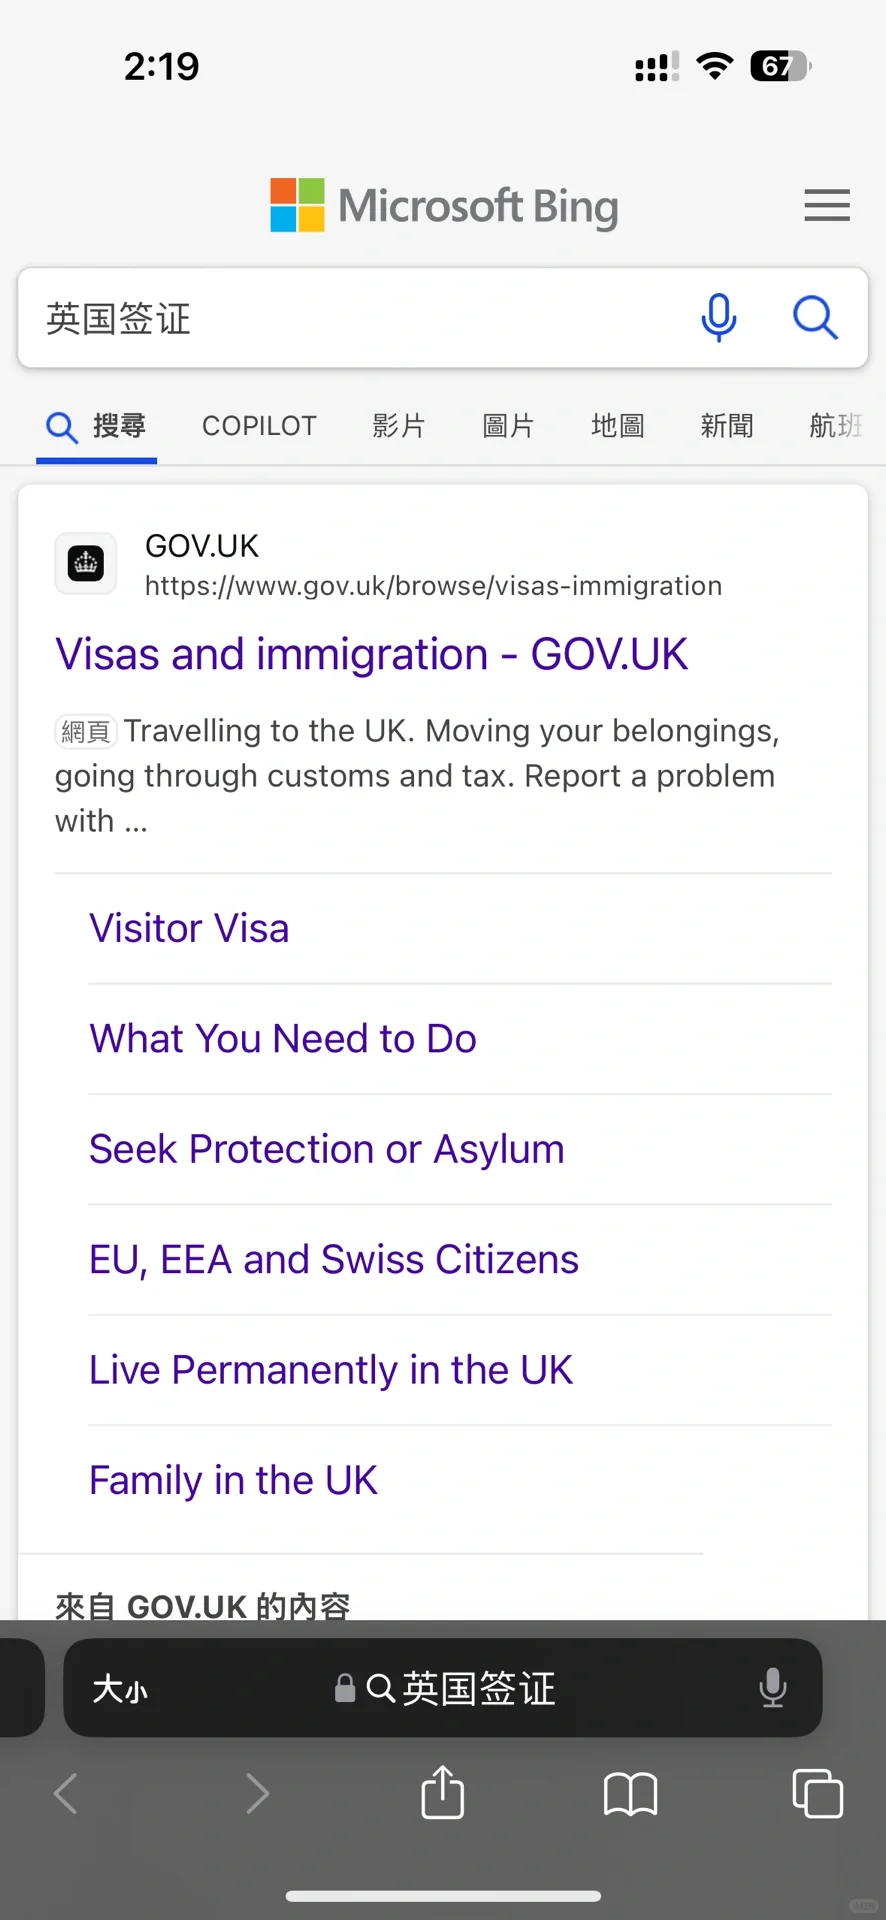 2:19
67
Microsoft Bing
英国签证
搜尋 COPILOT 影片 圖片 地圖 新聞 航班
GOV.UK
https://www.gov.uk/browse/visas-immigration
Visas and immigration - GOV.UK
網頁 Travelling to the UK. Moving your belongings,
going through customs and tax. Report a problem
with ...
Visitor Visa
What You Need to Do
Seek Protection or Asylum
EU, EEA and Swiss Citizens
Live Permanently in the UK
Family in the UK
來自 GOV.UK 的內容
大小 英国签证